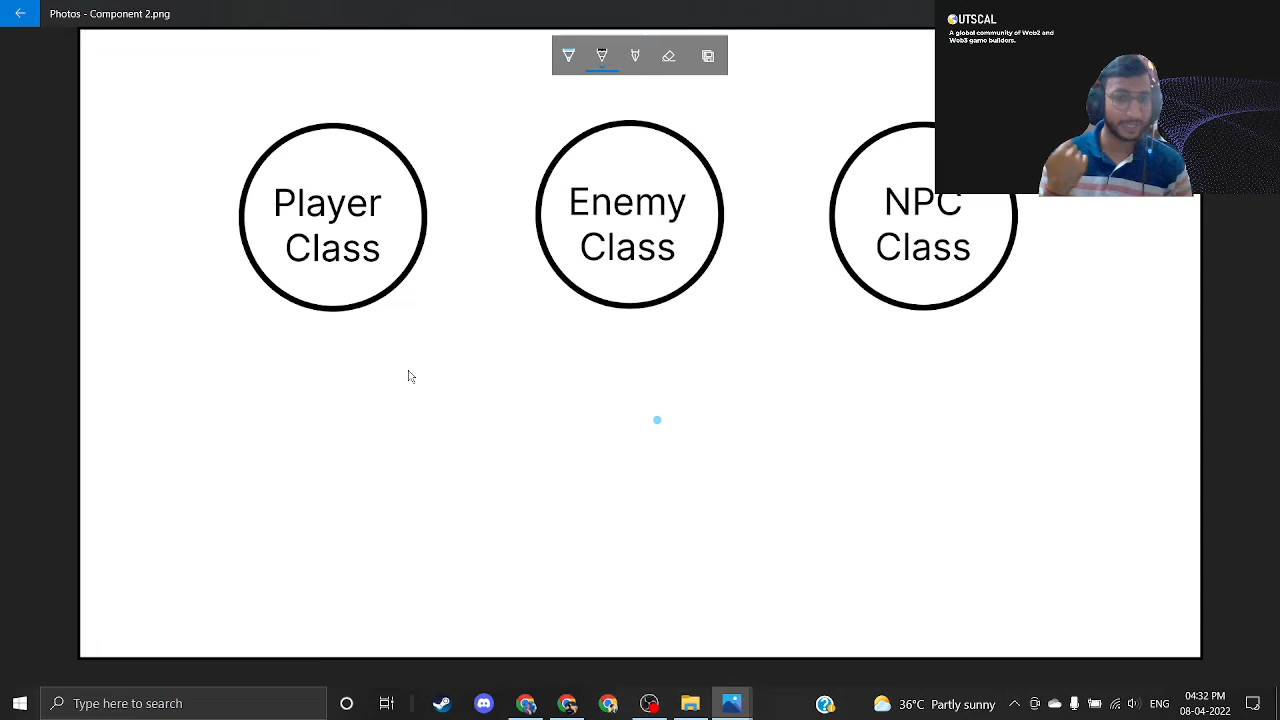 Photos - Component 2.png
OUTSCAL
A global community of Web2 and
Web3 game builders.
Player
Class
Enemy
Class
NPC
Class
Type here to search
36°C Partly sunny
ENG
04:32 PM
08-04-2022